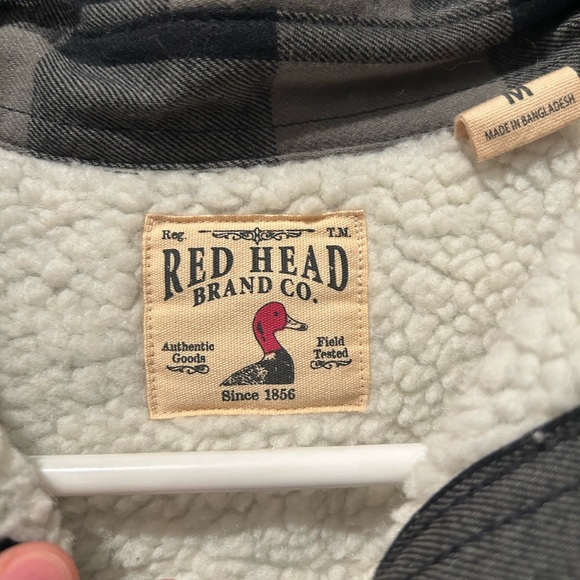 M
MADE IN BANGLADESH
Reg. T.M.
RED HEAD
BRAND CO.
Authentic Field
Goods Tested
Since 1856